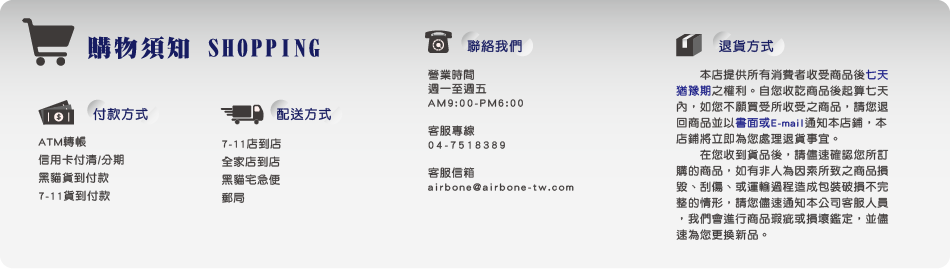 購物須知 SHOPPING
付款方式
ATM轉帳
信用卡付清/分期
黑貓貨到付款
7-11貨到付款
配送方式
7-11店到店
全家店到店
黑貓宅急便
郵局
聯絡我們
營業時間
週一至週五
AM9:00-PM6:00
客服專線
04-7518389
客服信箱
airbone@airbone-tw.com
退貨方式
本店提供所有消費者收受商品後七天
猶豫期之權利。自您收訖商品後起算七天
內，如您不願買受所收受之商品，請您退
回商品並以書面或E-mail通知本店鋪，本
店鋪將立即為您處理退貨事宜。
在您收到貨品後，請儘速確認您所訂
購的商品，如有非人為因素所致之商品損
毀、刮傷、或運輸過程造成包裝破損不完
整的情形，請您儘速通知本公司客服人員
，我們會進行商品瑕疵或損壞鑑定，並儘
速為您更換新品。